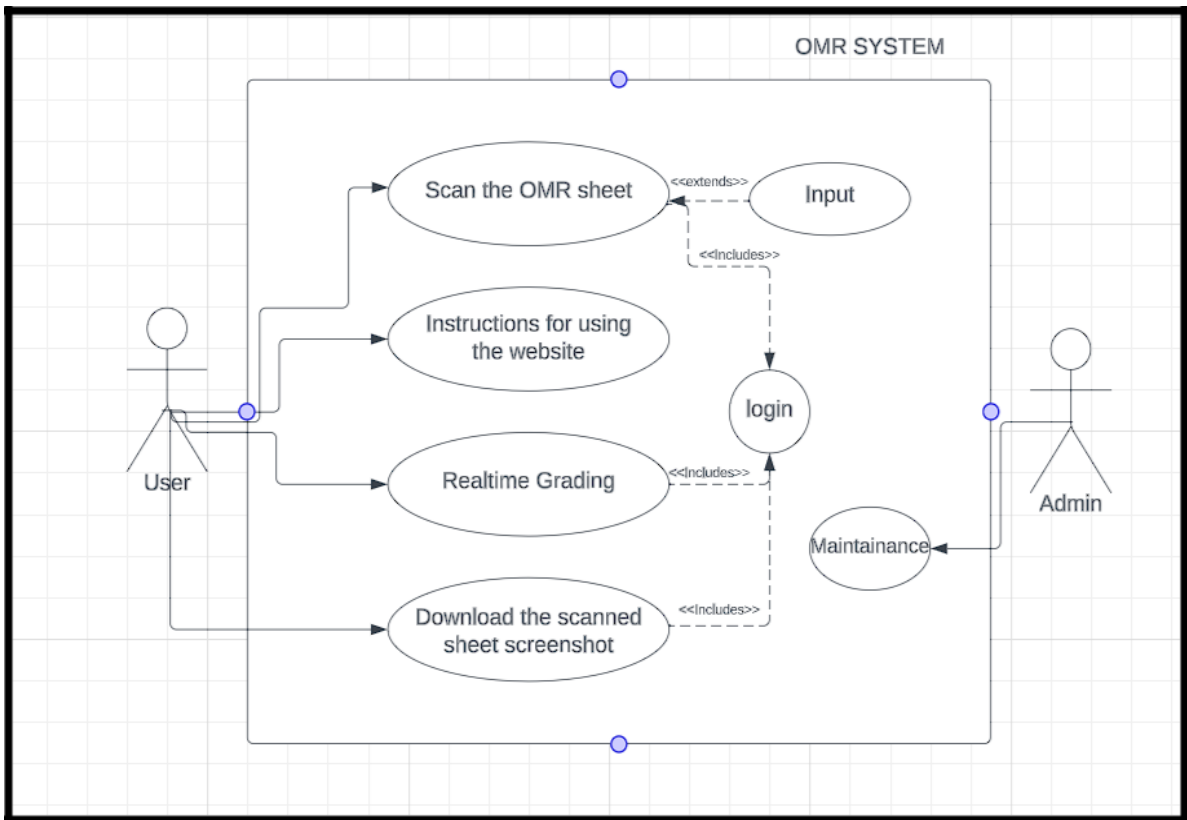 OMR SYSTEM
Scan the OMR sheet
<<extends>>
Input
<<Includes>>
Instructions for using
the website
login
User
Realtime Grading
<<Includes>>
Admin
Maintainance
Download the scanned
sheet screenshot
<<Includes>>